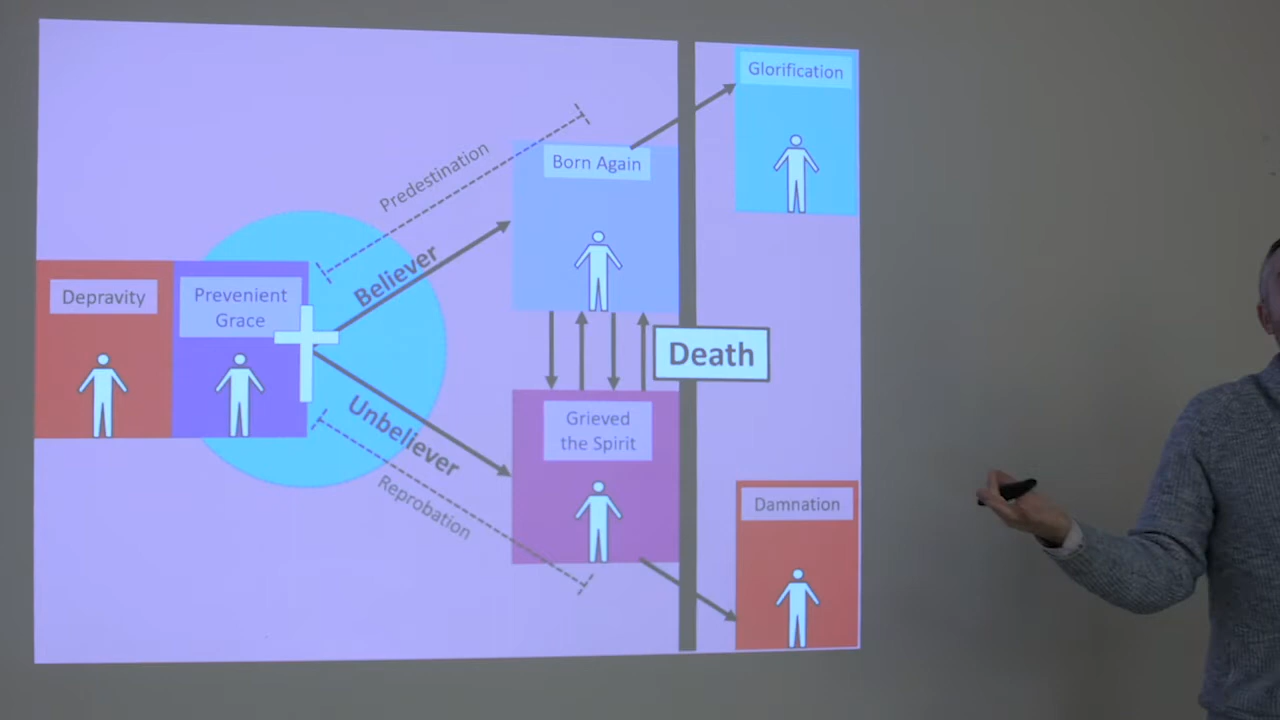 Glorification
Predestination
Born Again
Believer
Depravity
Prevenient
Grace
Death
Unbeliever
Grieved
the Spirit
Reprobation
Damnation